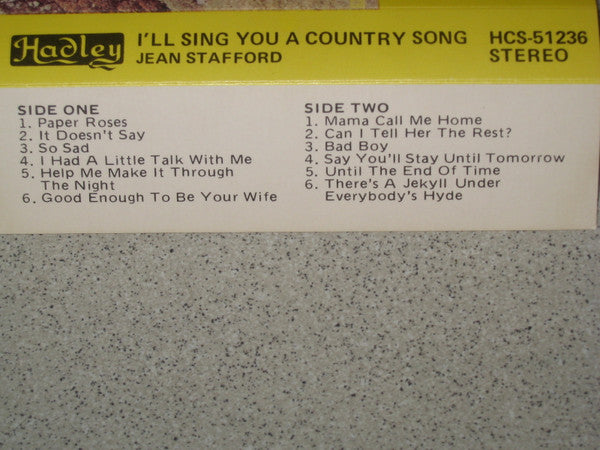 Hadley
I'LL SING YOU A COUNTRY SONG
HCS-51236
JEAN STAFFORD
STEREO
SIDE ONE
1. Paper Roses
2. It Doesn't Say
3. So Sad
4. I Had A Little Talk With Me
5. Help Me Make It Through
The Night
6. Good Enough To Be Your Wife
SIDE TWO
1. Mama Call Me Home
2. Can I Tell Her The Rest?
3. Bad Boy
4. Say You'll Stay Until Tomorrow
5. Until The End Of Time
6. There's A Jekyll Under
Everybody's Hyde